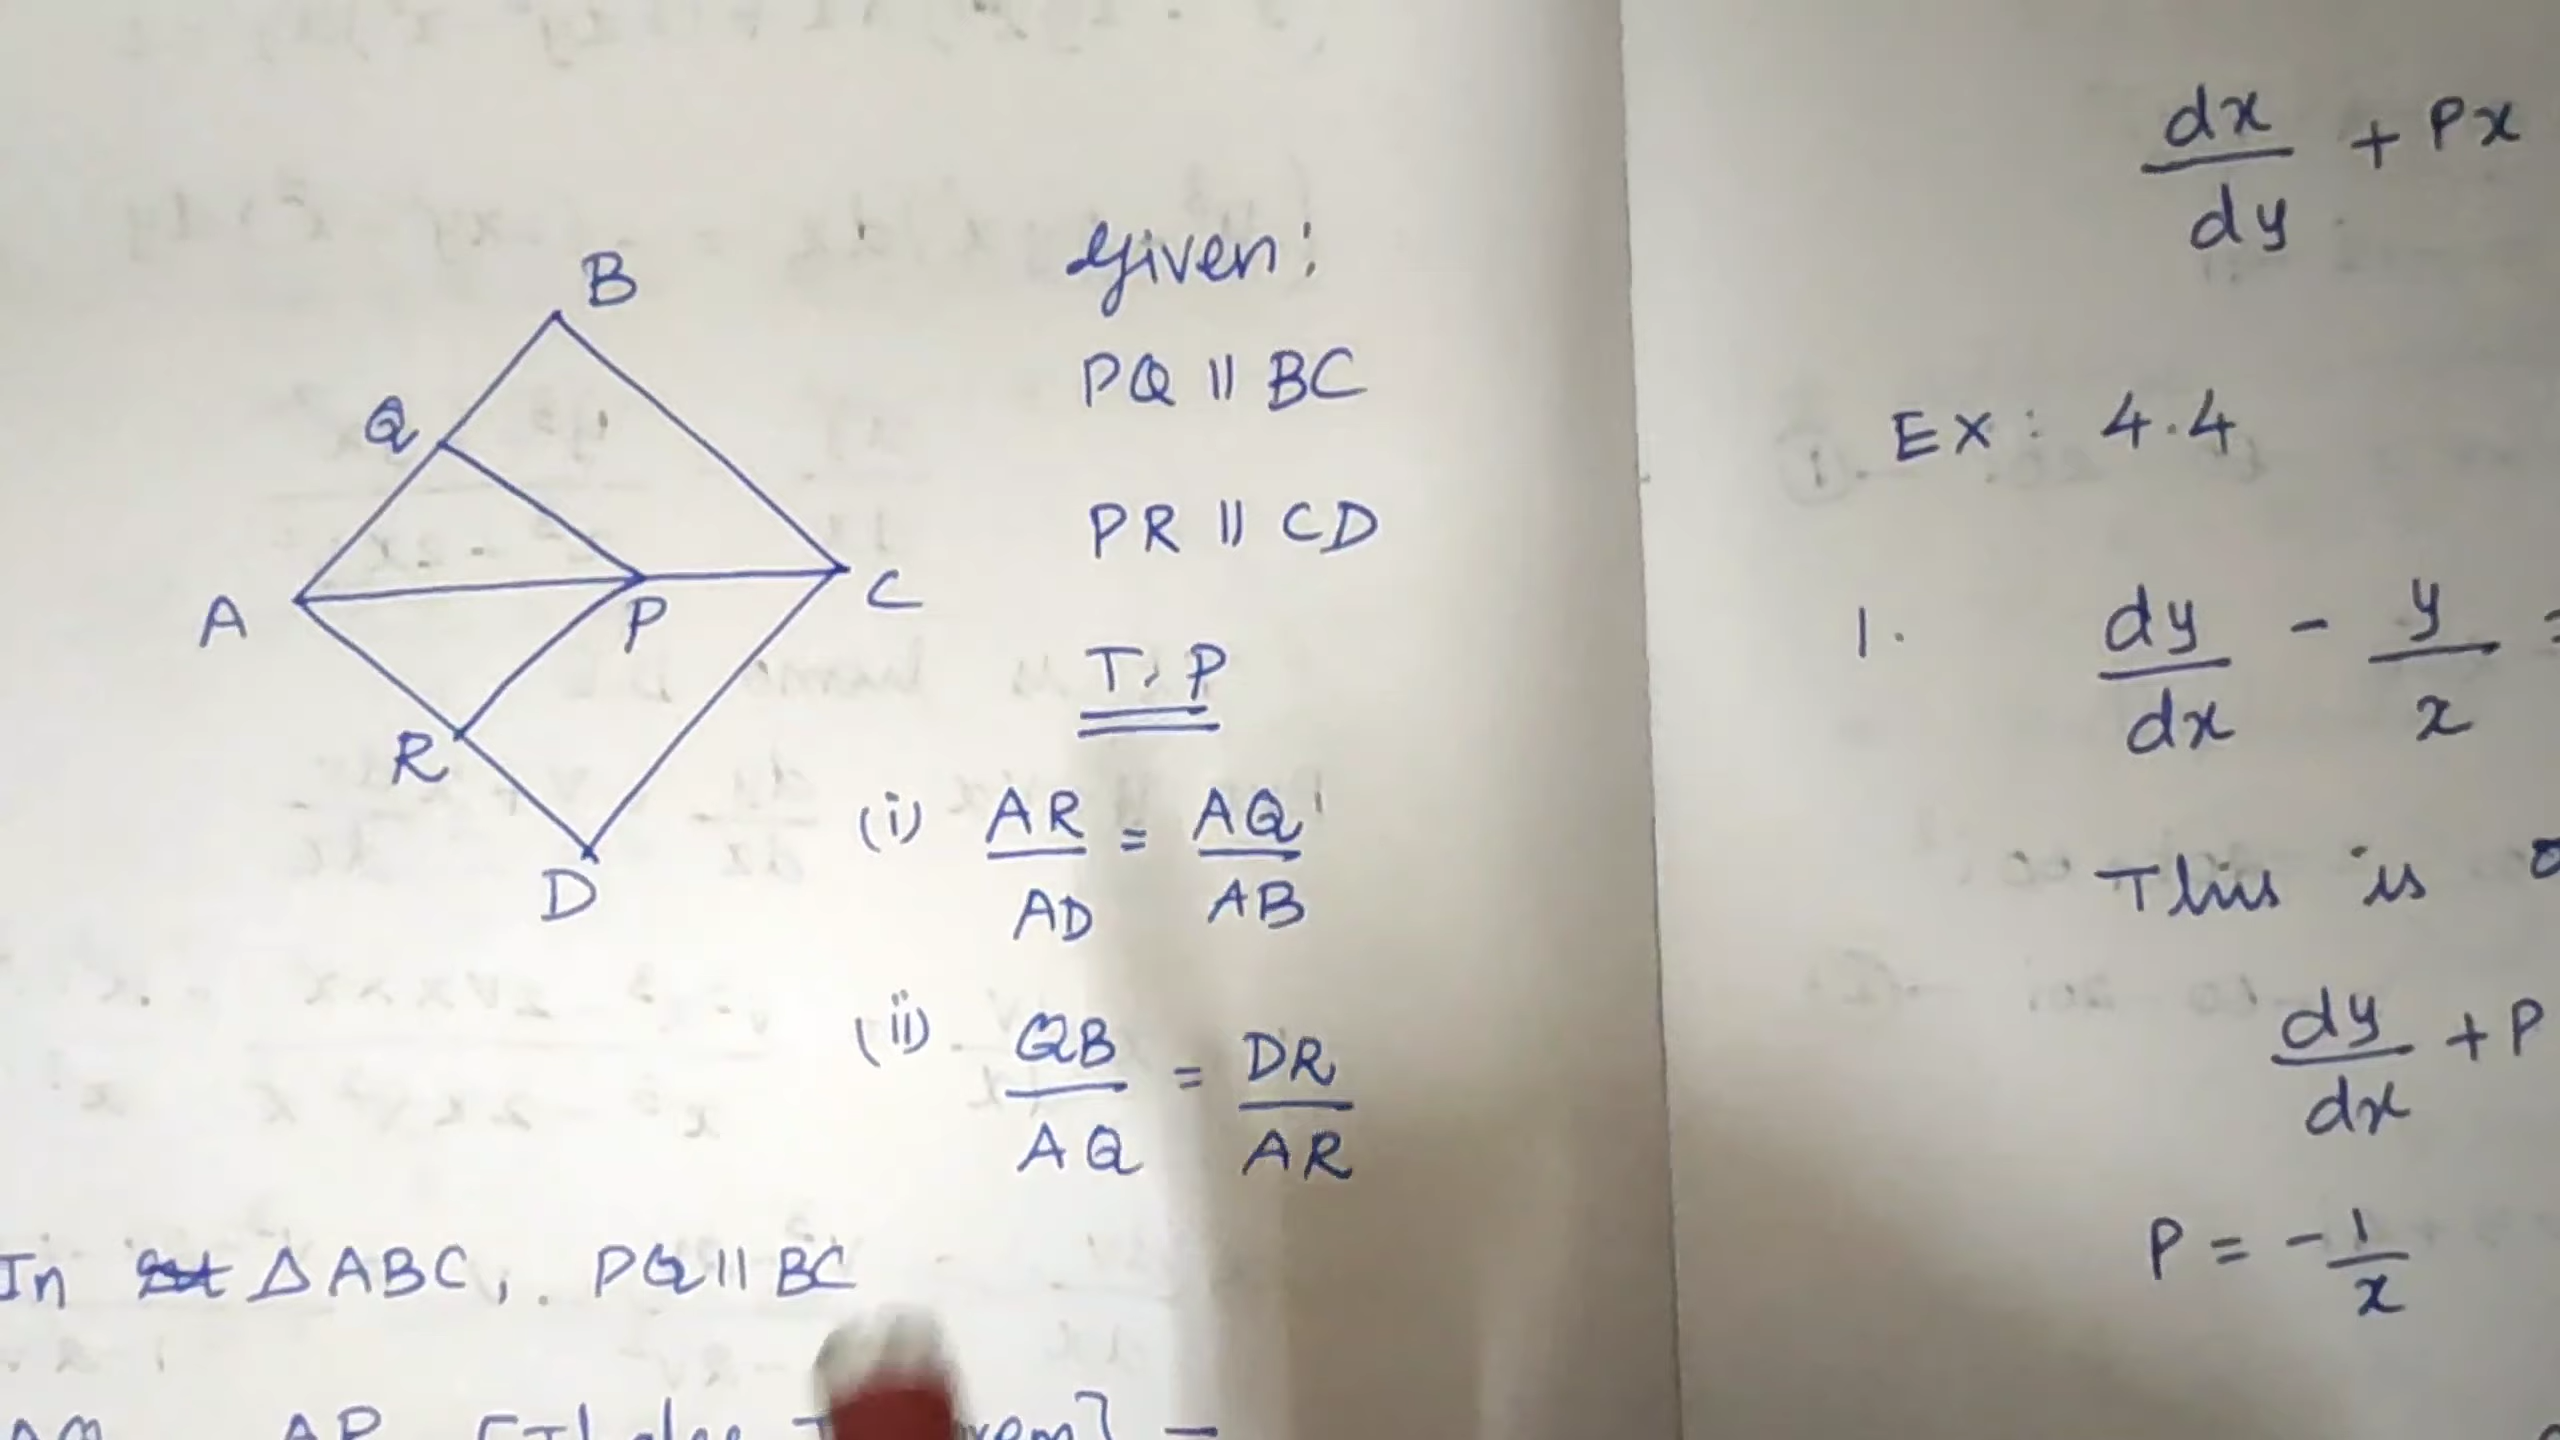 B
Q
A
P
C
R
D
Given:
PQ || BC
PR || CD
T.P
(i) AR/AD = AQ/AB
(ii) QB/AQ = DR/AR
In Δ ABC, PQ || BC
dx/dy + Px
Ex: 4.4
1. dy/dx - y/x =
This is
dy/dx + P
P = -1/x